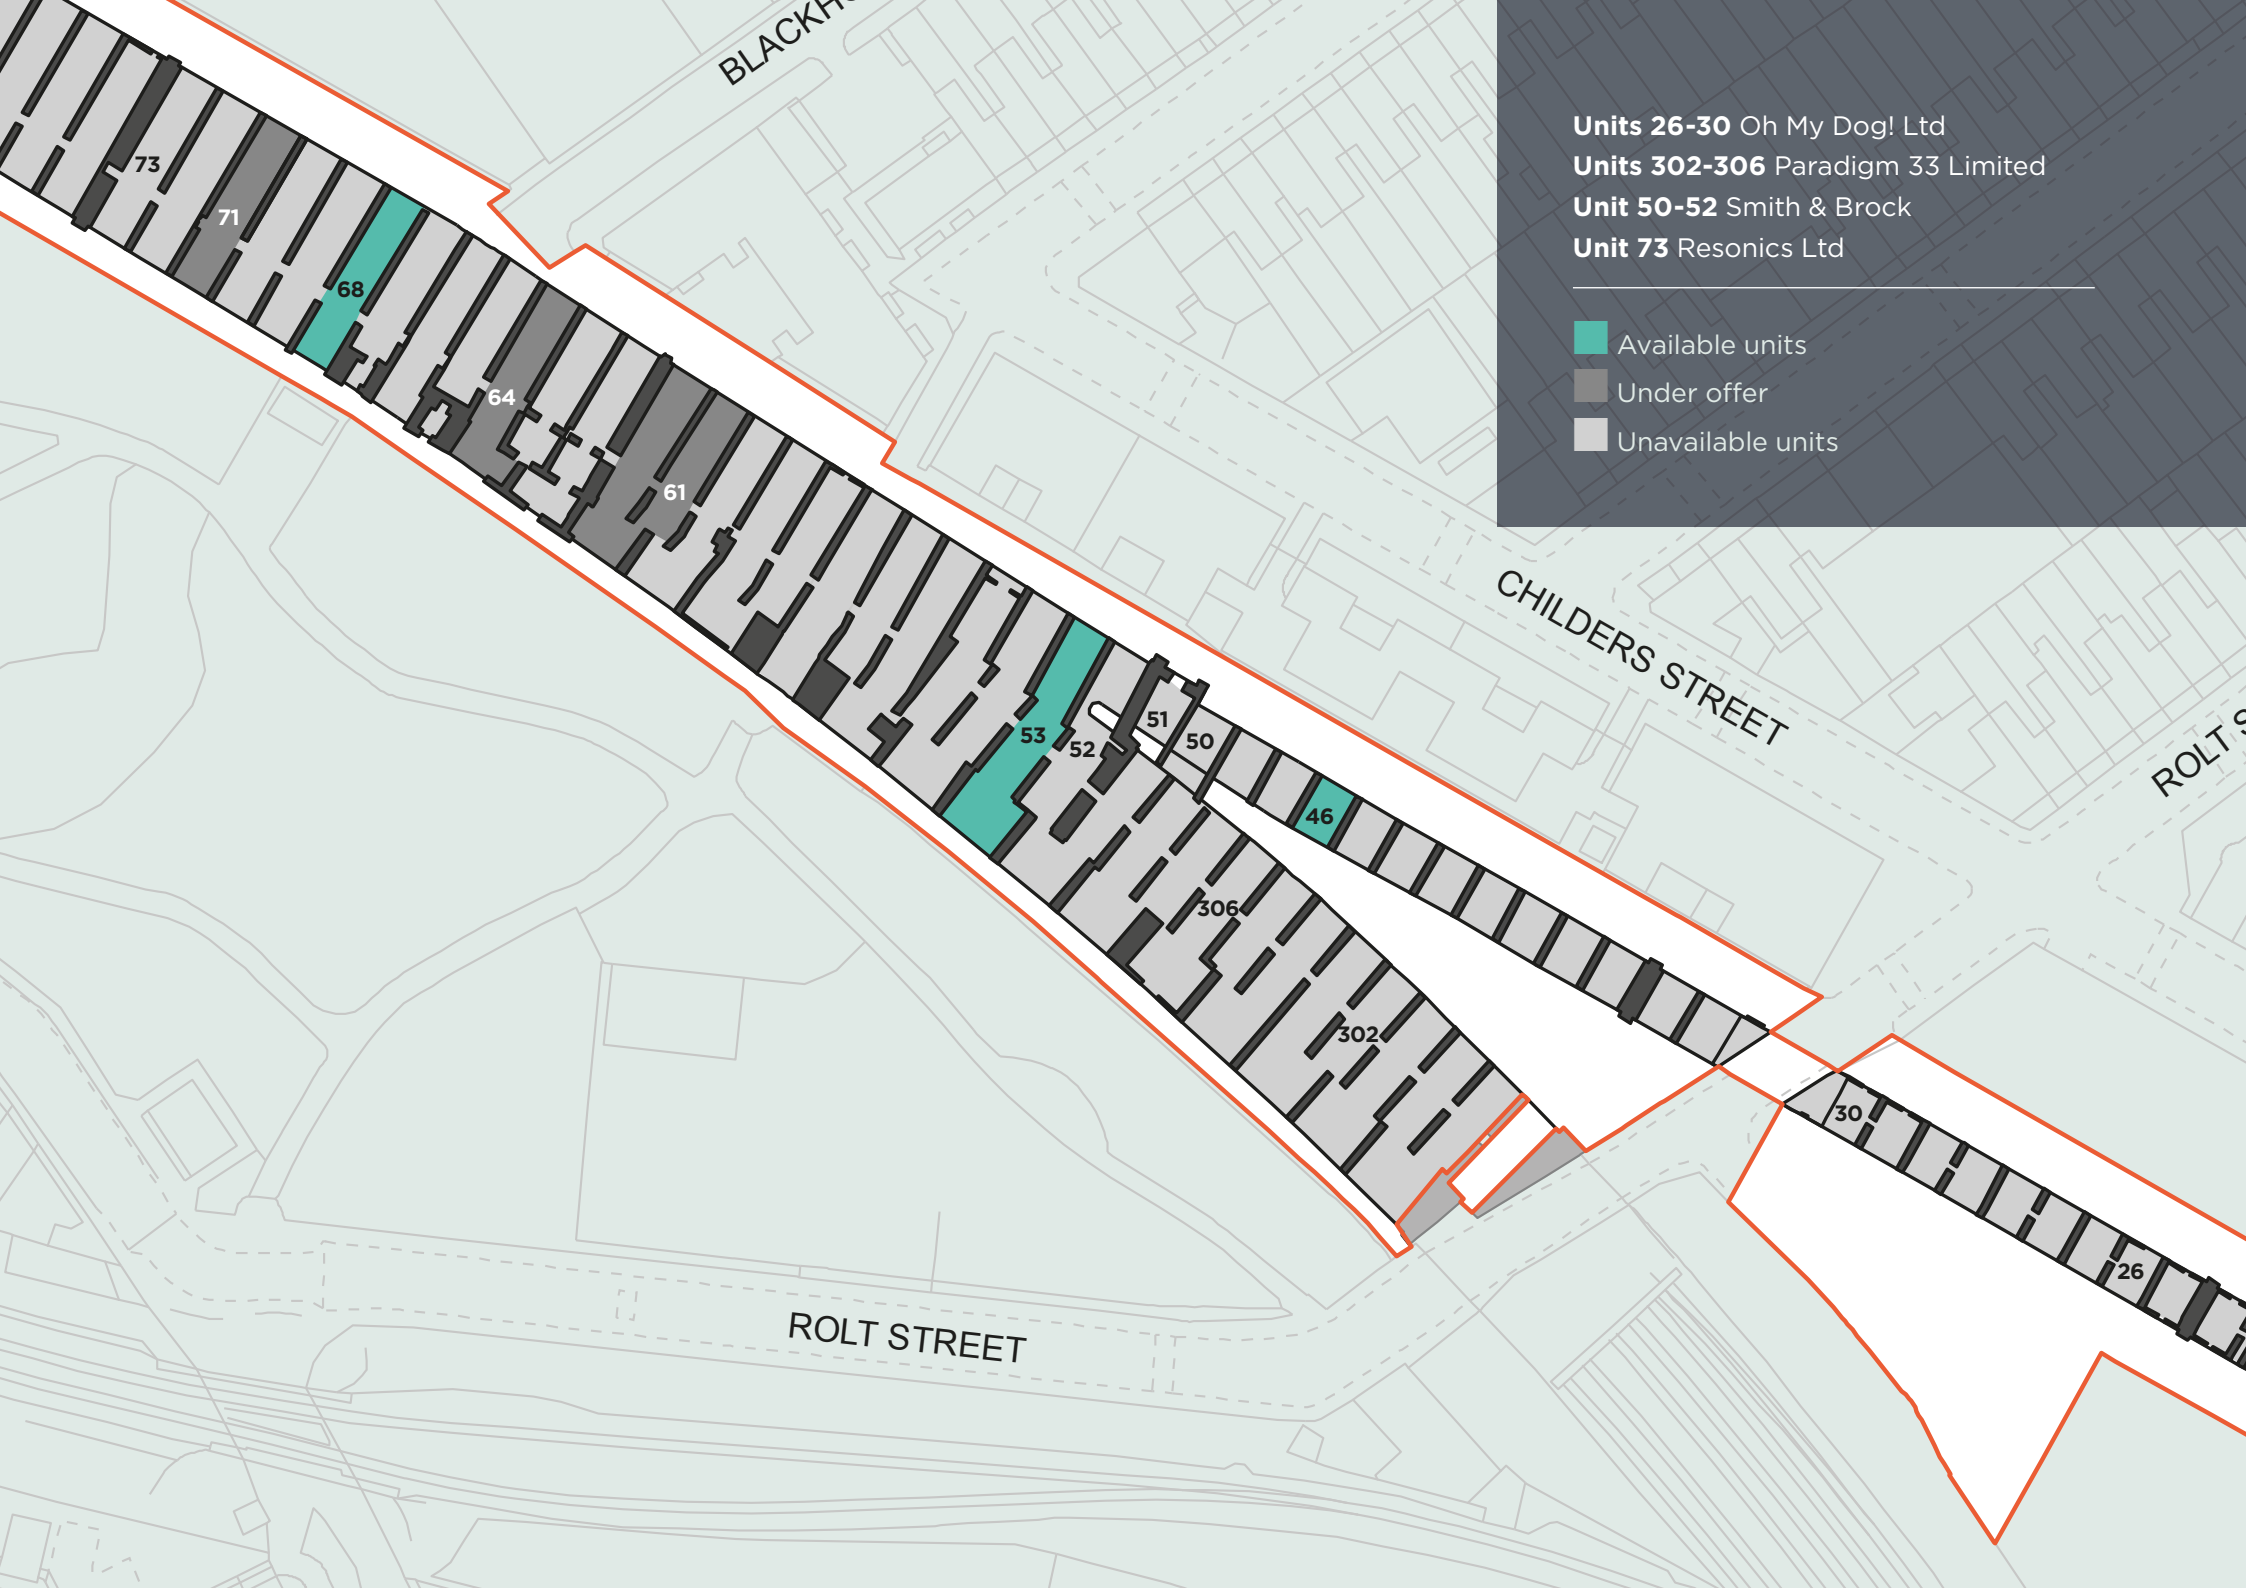 BLACKH
Units 26-30 Oh My Dog! Ltd
Units 302-306 Paradigm 33 Limited
Unit 50-52 Smith & Brock
Unit 73 Resonics Ltd
Available units
Under offer
Unavailable units
73
71
68
64
61
CHILDERS STREET
ROLT S
53
52
51
50
46
306
302
30
26
ROLT STREET